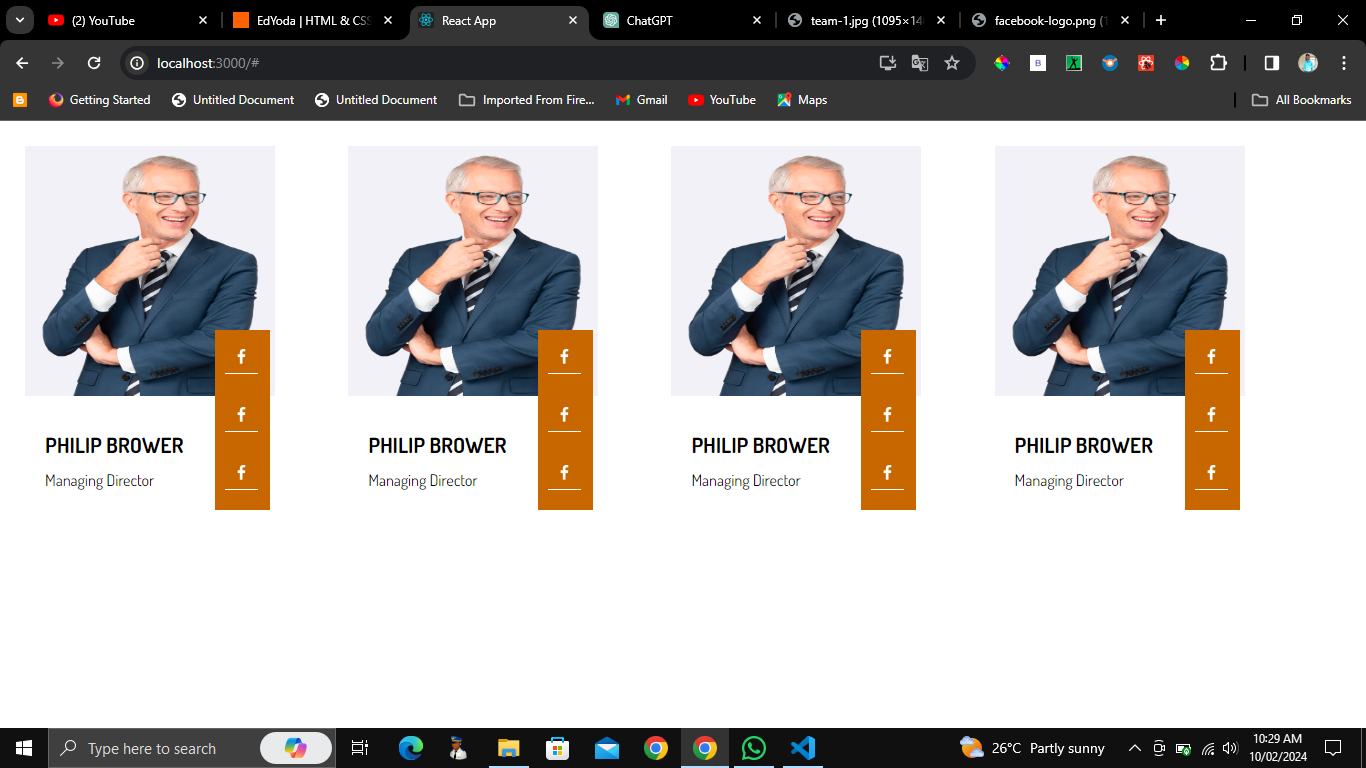 (2) YouTube
EdYoda | HTML & CSS
React App
ChatGPT
team-1.jpg (1095×14
facebook-logo.png (1
localhost:3000/#
Getting Started
Untitled Document
Untitled Document
Imported From Fire...
Gmail
YouTube
Maps
All Bookmarks
PHILIP BROWER
Managing Director
PHILIP BROWER
Managing Director
PHILIP BROWER
Managing Director
PHILIP BROWER
Managing Director
Type here to search
26°C Partly sunny
10:29 AM
10/02/2024